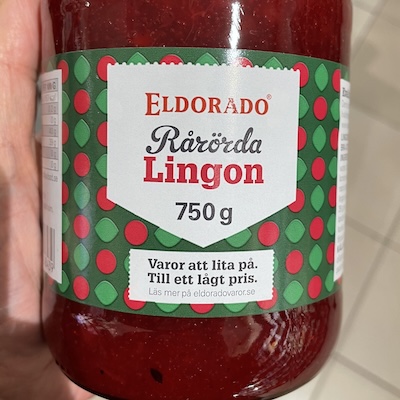 ELDORADO®
Rårörda
Lingon
750 g
Varor att lita på.
Till ett lågt pris.
Läs mer på eldoradovaror.se